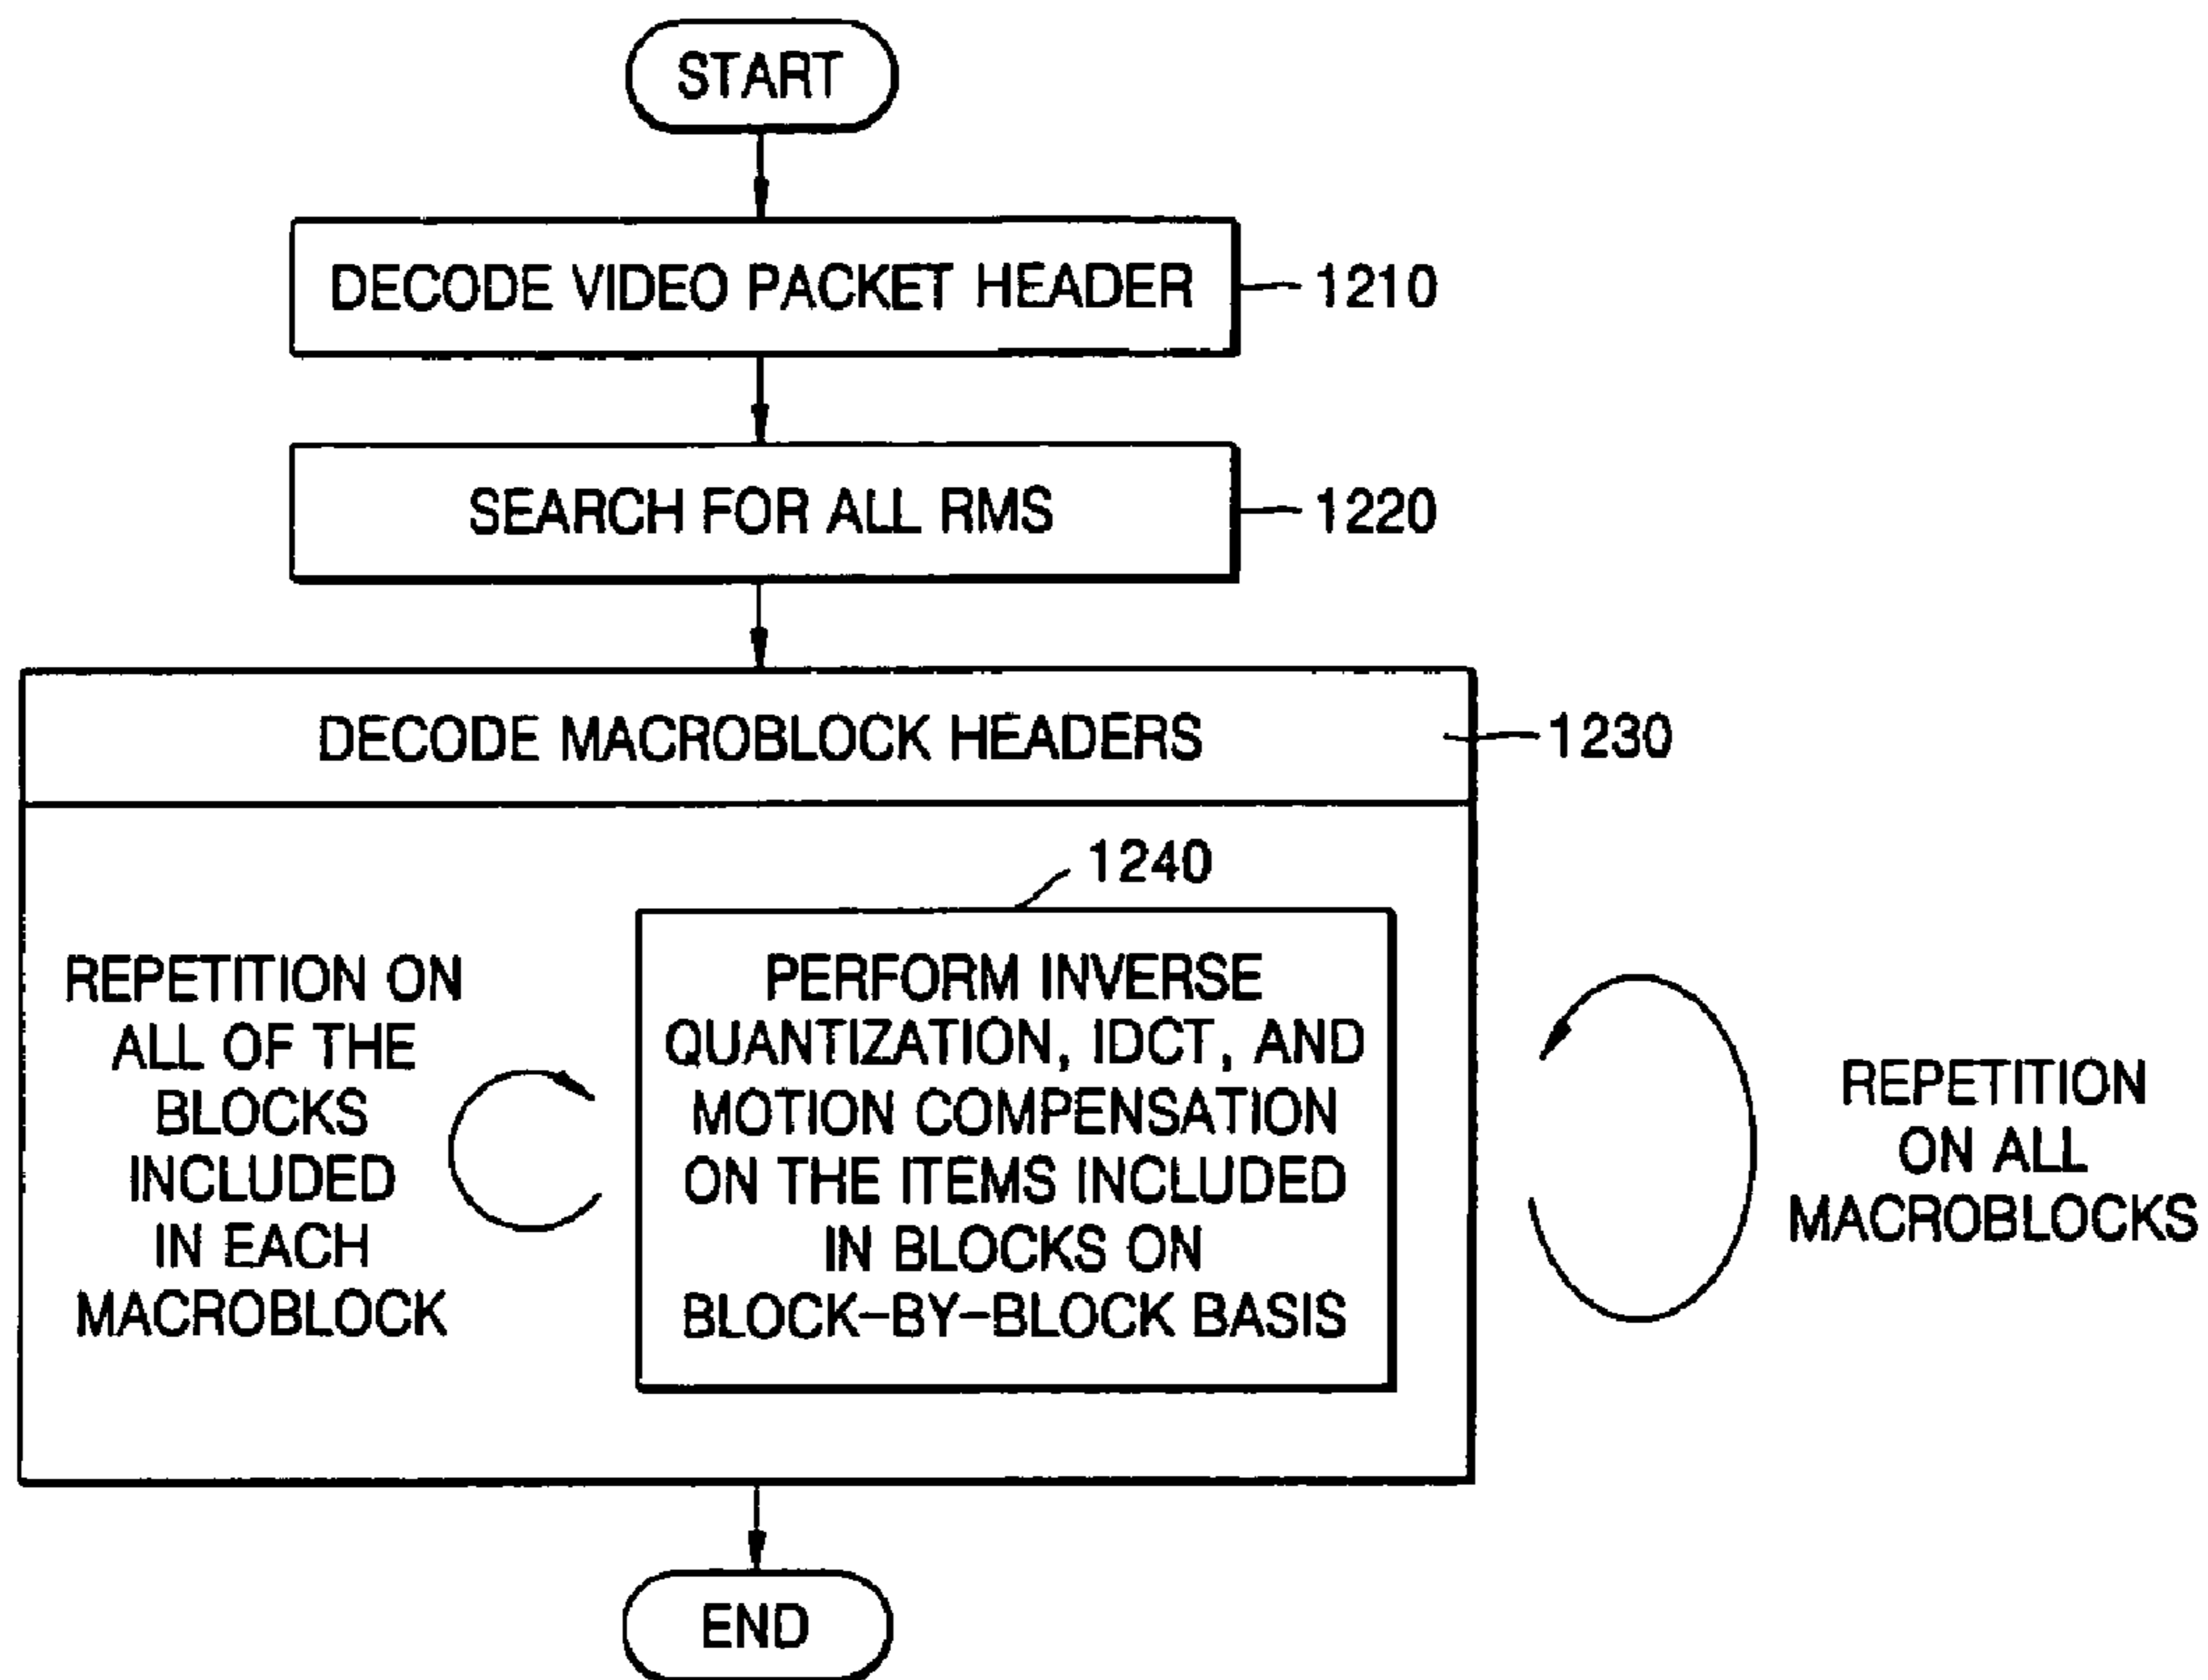 START
DECODE VIDEO PACKET HEADER
1210
SEARCH FOR ALL RMS
1220
DECODE MACROBLOCK HEADERS
1230
1240
REPETITION ON
ALL OF THE
BLOCKS
INCLUDED
IN EACH
MACROBLOCK
PERFORM INVERSE
QUANTIZATION, IDCT, AND
MOTION COMPENSATION
ON THE ITEMS INCLUDED
IN BLOCKS ON
BLOCK-BY-BLOCK BASIS
REPETITION
ON ALL
MACROBLOCKS
END